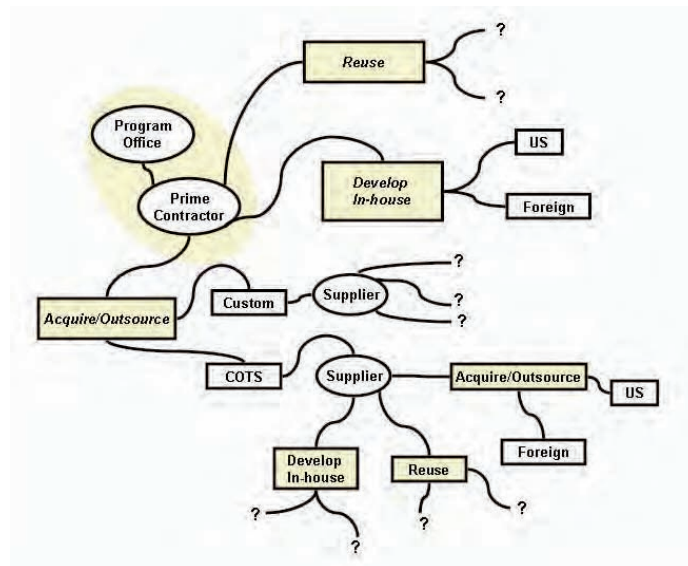 ?
Reuse
?
Program
Office
US
Develop
In-house
Prime
Contractor
Foreign
?
Custom
Supplier
?
?
Acquire/Outsource
COTS
Supplier
Acquire/Outsource
US
Foreign
Develop
In-house
Reuse
?
?
?
?